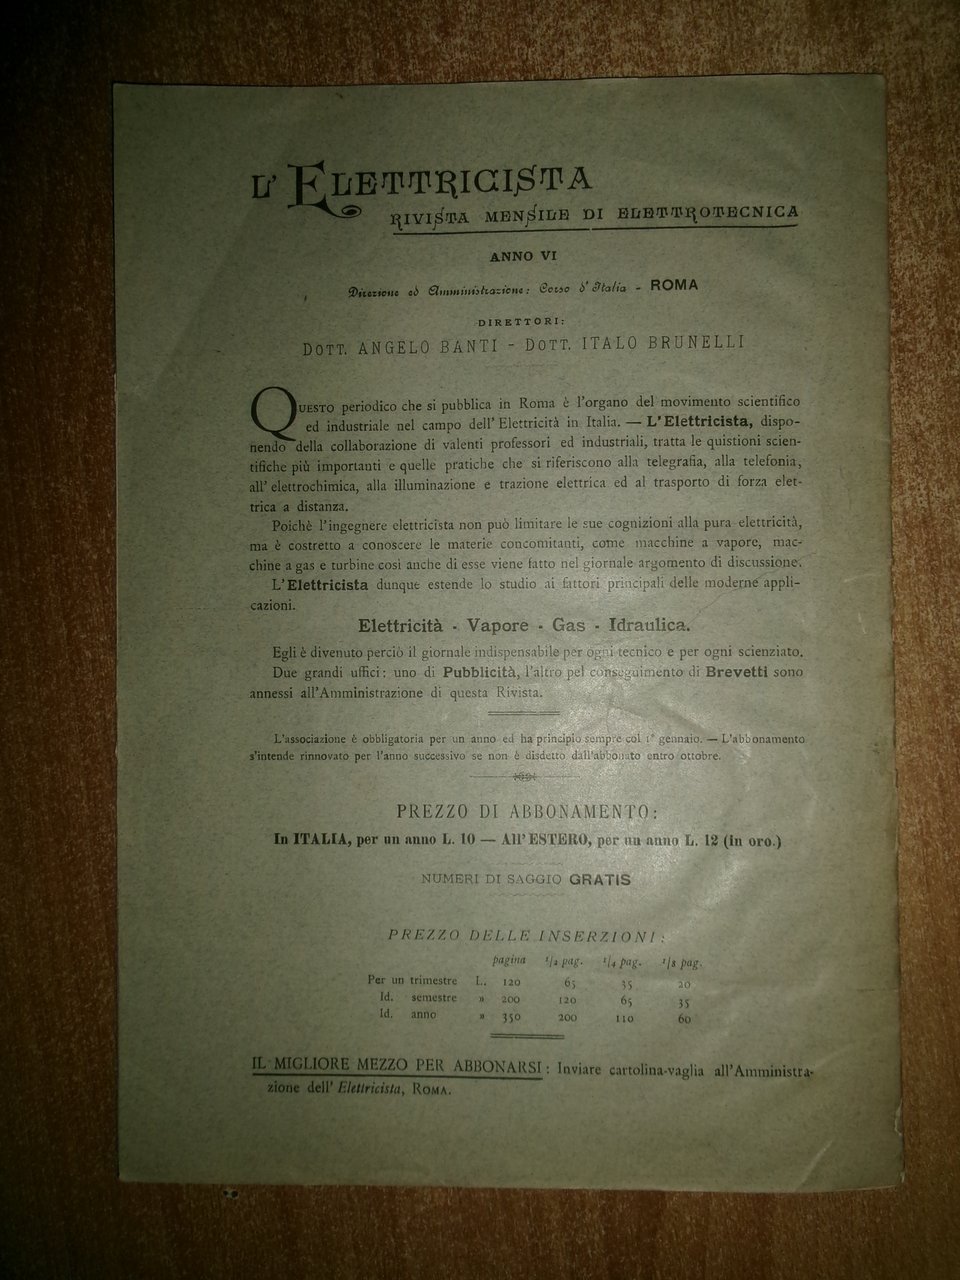 L'ELETTRICISTA
RIVISTA MENSILE DI ELETTROTECNICA
ANNO VI
Direzione ed Amministrazione: Corso d'Italia - ROMA
DIRETTORI:
DOTT. ANGELO BANTI - DOTT. ITALO BRUNELLI
QUESTO periodico che si pubblica in Roma è l'organo del movimento scientifico
ed industriale nel campo dell'Elettricità in Italia. — L'Elettricista, dispo-
nendo della collaborazione di valenti professori ed industriali, tratta le quistioni scien-
tifiche più importanti e quelle pratiche che si riferiscono alla telegrafia, alla telefonia,
all'elettrochimica, alla illuminazione e trazione elettrica ed al trasporto di forza elet-
trica a distanza.
Poichè l'ingegnere elettricista non può limitare le sue cognizioni alla pura elettricità,
ma è costretto a conoscere le materie concomitanti, come macchine a vapore, mac-
chine a gas e turbine così anche di esse viene fatto nel giornale argomento di discussione.
L'Elettricista dunque estende lo studio ai fattori principali delle moderne appli-
cazioni.
Elettricità - Vapore - Gas - Idraulica.
Egli è divenuto perciò il giornale indispensabile per ogni tecnico e per ogni scienziato.
Due grandi uffici: uno di Pubblicità, l'altro pel conseguimento di Brevetti sono
annessi all'Amministrazione di questa Rivista.
L'associazione è obbligatoria per un anno ed ha principio sempre col 1° gennaio. — L'abbonamento
s'intende rinnovato per l'anno successivo se non è disdetto dall'abbonato entro ottobre.
PREZZO DI ABBONAMENTO:
In ITALIA, per un anno L. 10 — All'ESTERO, per un anno L. 12 (in oro.)
NUMERI DI SAGGIO GRATIS
PREZZO DELLE INSERZIONI:
pagina 1/2 pag. 1/4 pag. 1/8 pag.
Per un trimestre L. 120 65 35 20
Id. semestre » 200 120 65 35
Id. anno » 350 200 110 60
IL MIGLIORE MEZZO PER ABBONARSI: Inviare cartolina-vaglia all'Amministra-
zione dell'Elettricista, ROMA.